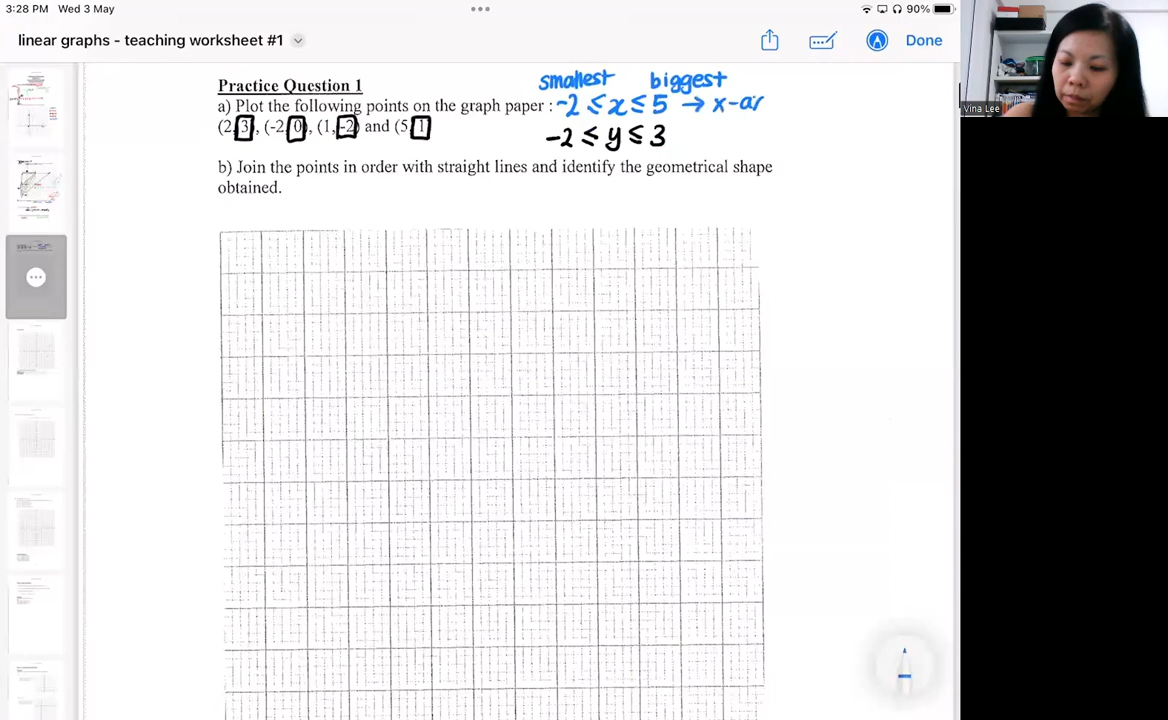 3:28 PM Wed 3 May
90%
linear graphs - teaching worksheet #1
Done
Practice Question 1
smallest biggest
a) Plot the following points on the graph paper :
-2 ≤ x ≤ 5 → x-ar
(2, 3), (-2, 0), (1, -2) and (5, 1)
-2 ≤ y ≤ 3
b) Join the points in order with straight lines and identify the geometrical shape
obtained.
Vina Lee